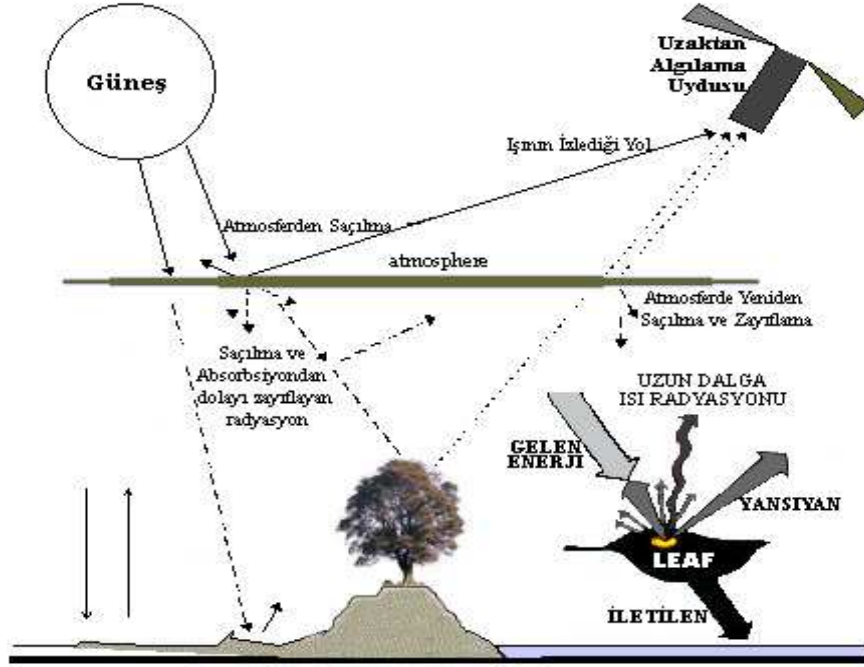 Güneş
Uzaktan
Algılama
Uydusu
Işının İzlediği Yol
Atmosferden Saçılma
atmosphere
Atmosferde Yeniden
Saçılma ve Zayıflama
Saçılma ve
Absorbsiyondan
dolayı zayıflayan
radyasyon
UZUN DALGA
ISI RADYASYONU
GELEN
ENERJI
YANSIYAN
LEAF
İLETİLEN